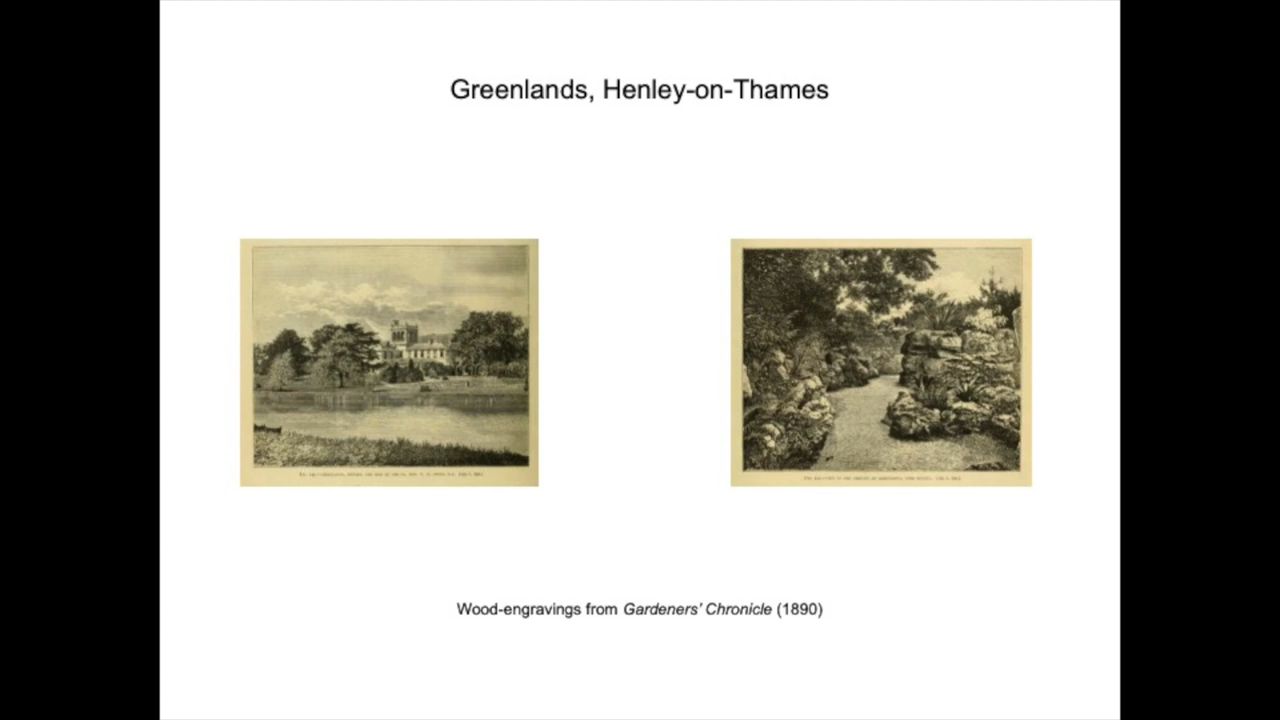 Greenlands, Henley-on-Thames
Wood-engravings from Gardeners' Chronicle (1890)